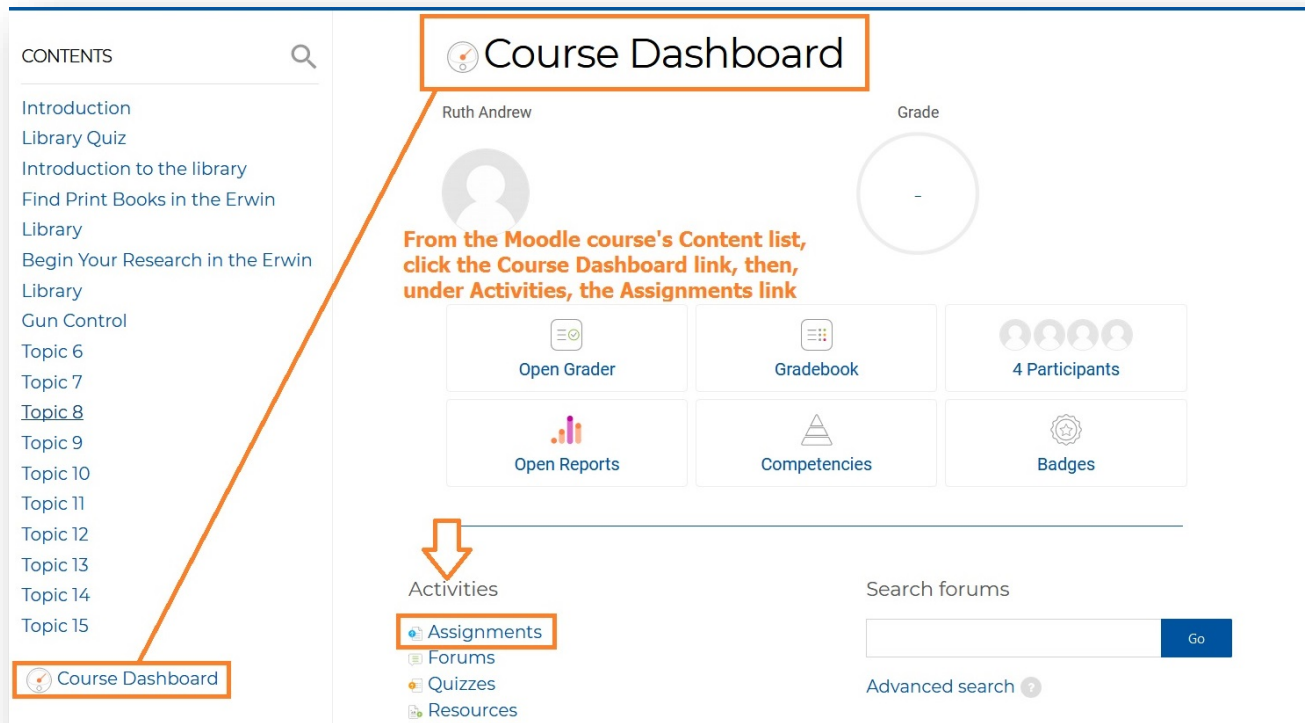 CONTENTS
Introduction
Library Quiz
Introduction to the library
Find Print Books in the Erwin
Library
Begin Your Research in the Erwin
Library
Gun Control
Topic 6
Topic 7
Topic 8
Topic 9
Topic 10
Topic 11
Topic 12
Topic 13
Topic 14
Topic 15
Course Dashboard
Course Dashboard
Ruth Andrew
Grade
-
From the Moodle course's Content list,
click the Course Dashboard link, then,
under Activities, the Assignments link
Open Grader
Gradebook
4 Participants
Open Reports
Competencies
Badges
Activities
Assignments
Forums
Quizzes
Resources
Search forums
Go
Advanced search ?